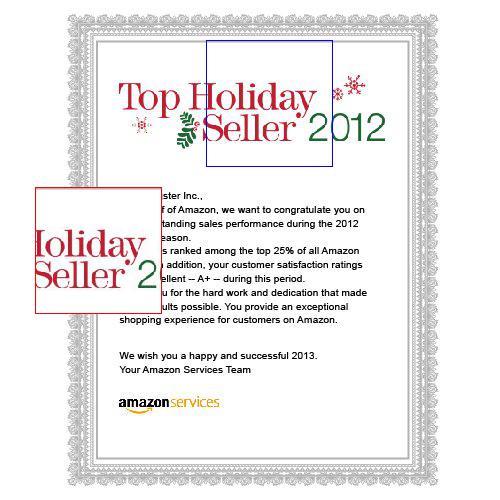 Top Holiday
Seller 2012
ster Inc.,
f of Amazon, we want to congratulate you on
tanding sales performance during the 2012
eason.
s ranked among the top 25% of all Amazon
addition, your customer satisfaction ratings
ellent -- A+ -- during this period.
u for the hard work and dedication that made
ults possible. You provide an exceptional
shopping experience for customers on Amazon.
We wish you a happy and successful 2013.
Your Amazon Services Team
amazonservices
Holiday
Seller 2